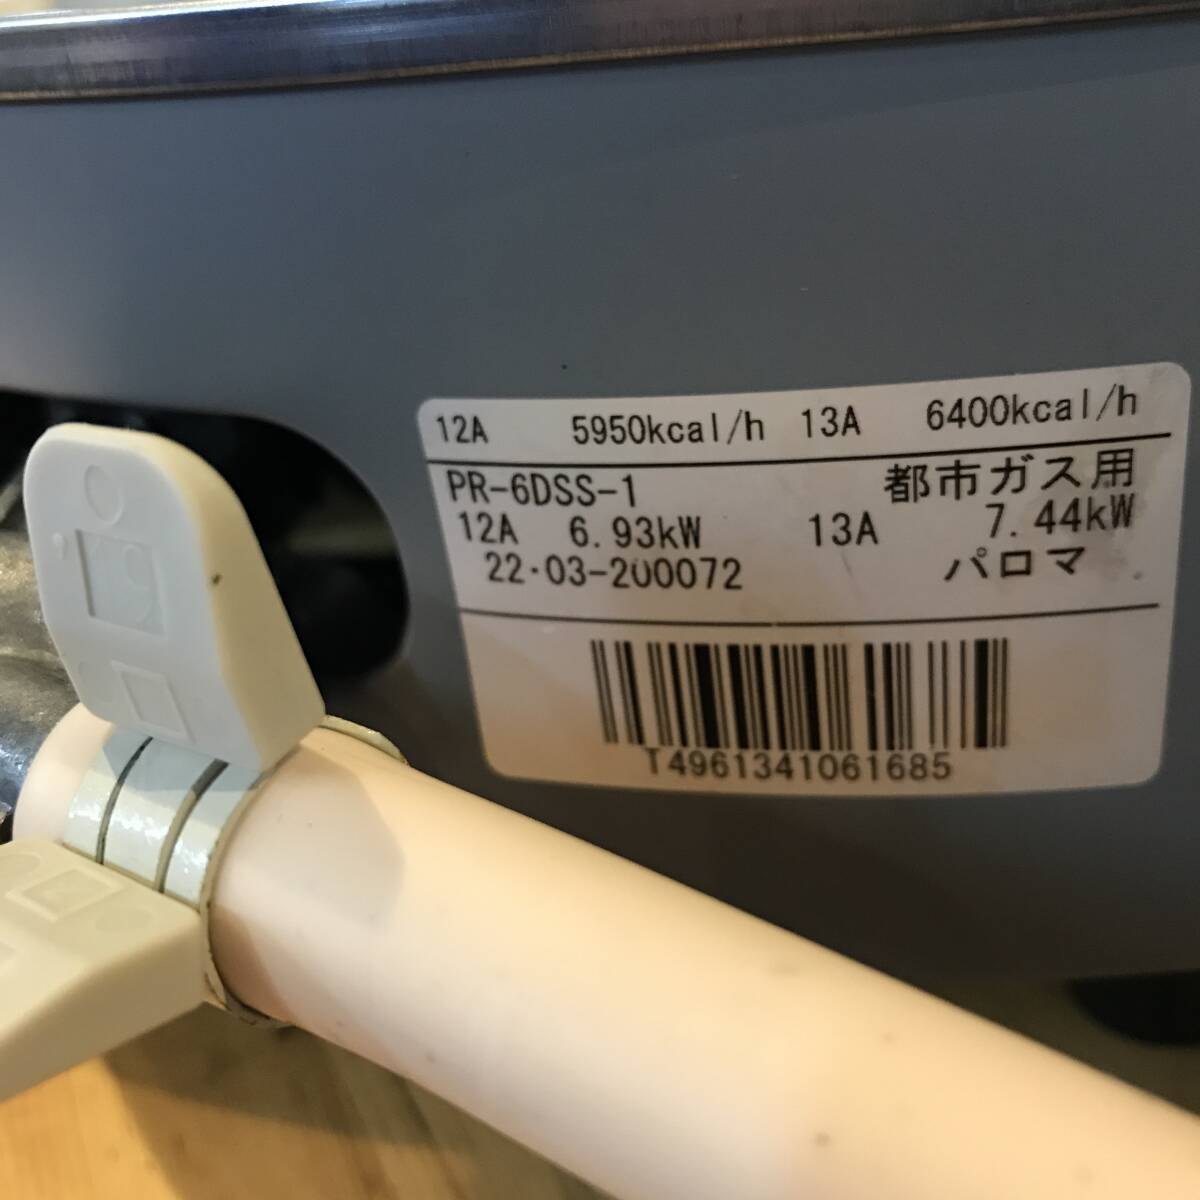 12A 5950kcal/h 13A 6400kcal/h
PR-6DSS-1 都市ガス用
12A 6.93kW 13A 7.44kW
22・03-200072 パロマ
T4961341061685